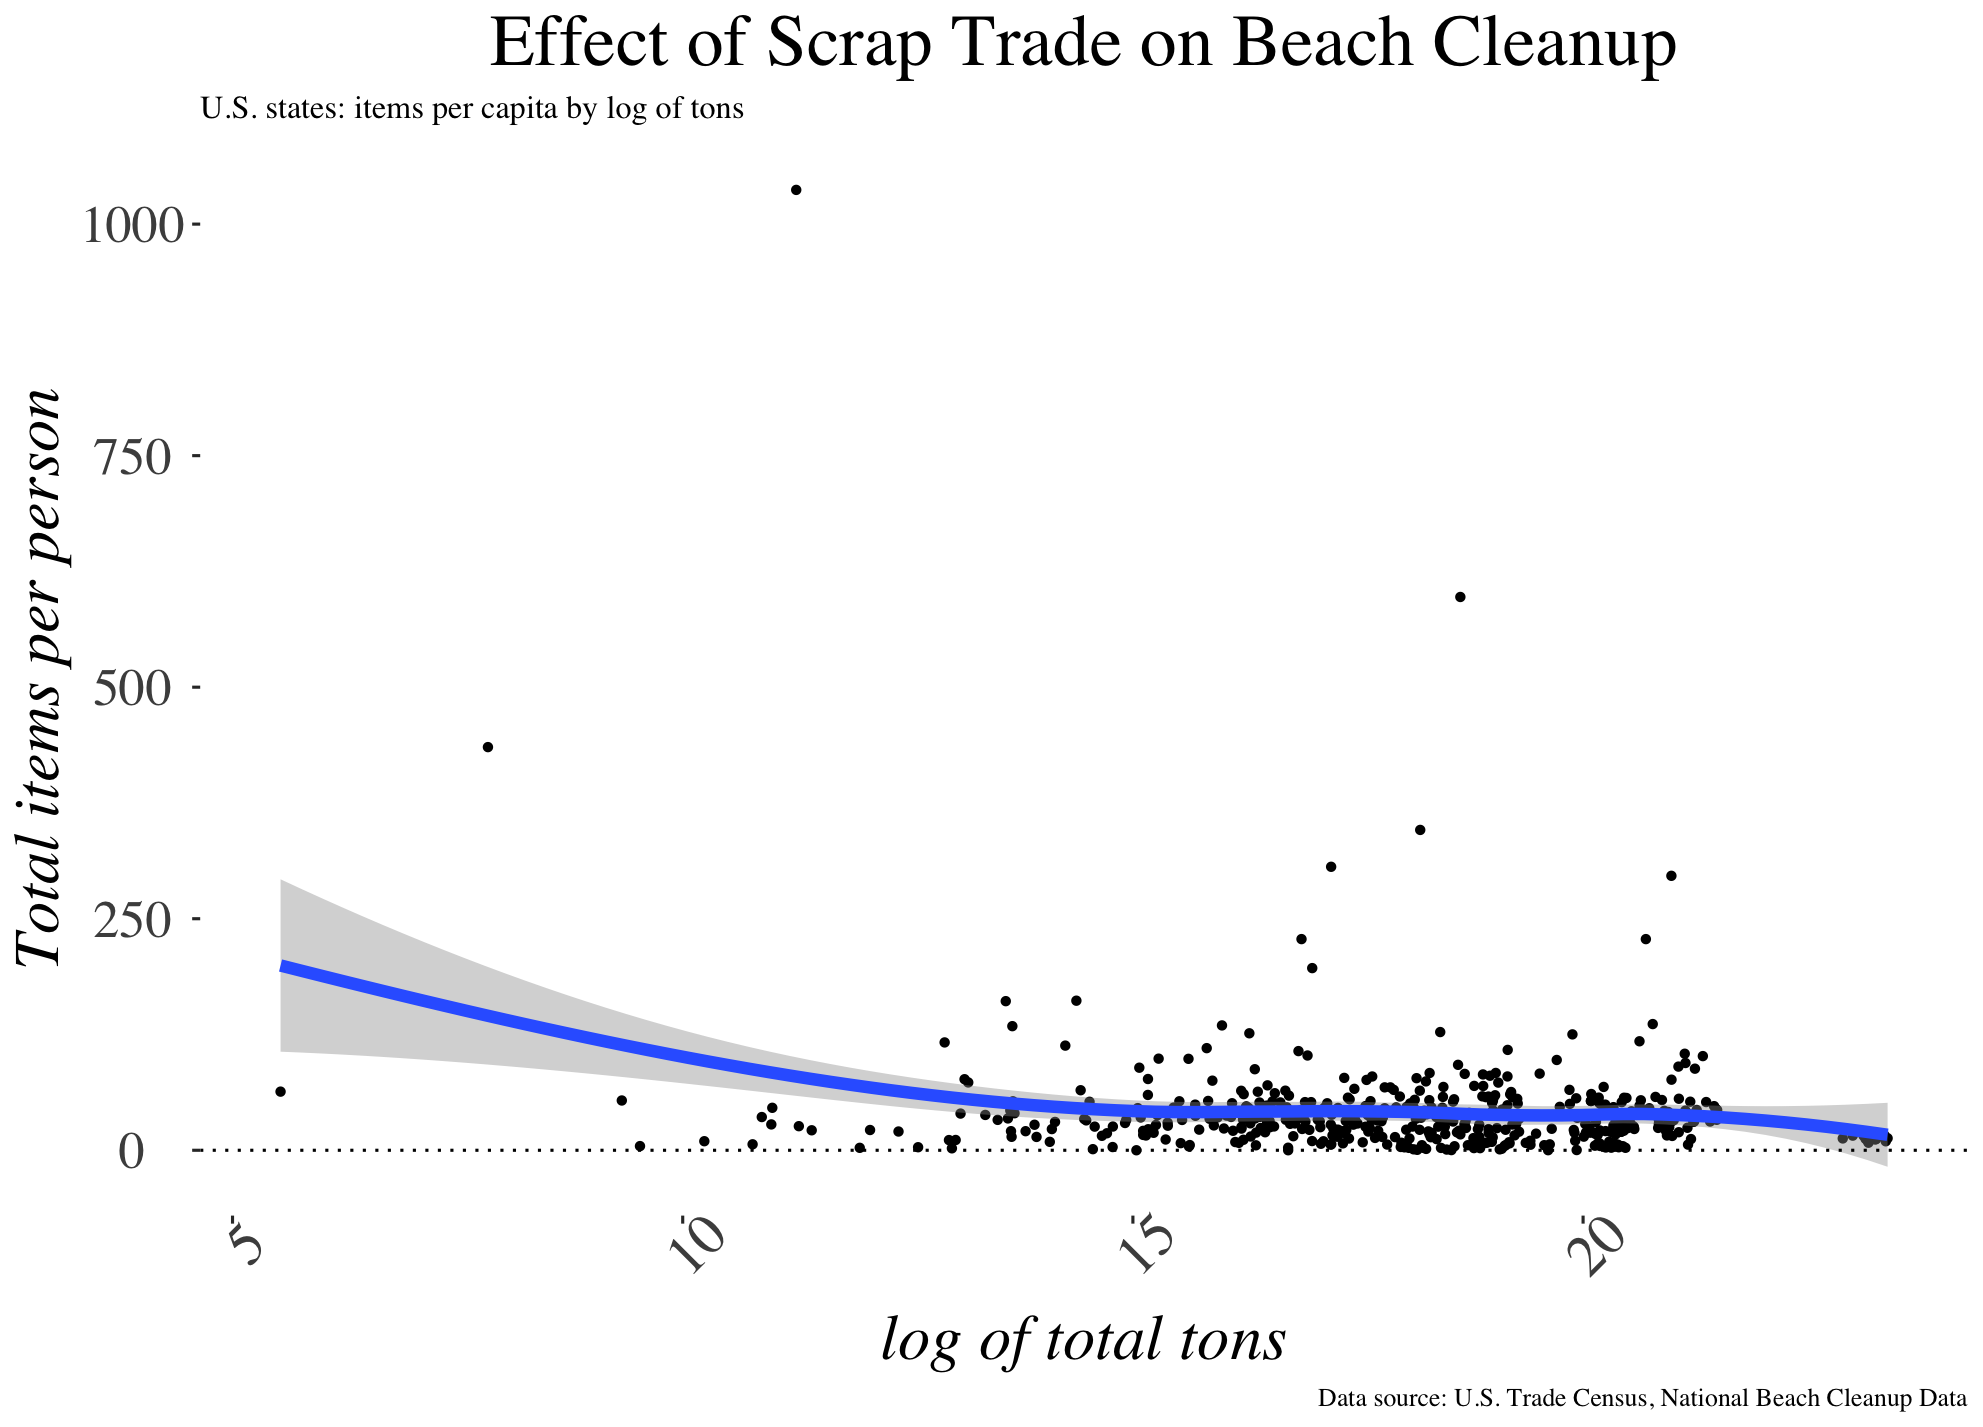 Effect of Scrap Trade on Beach Cleanup
U.S. states: items per capita by log of tons
Total items per person
1000
750
500
250
0
5
10
15
20
log of total tons
Data source: U.S. Trade Census, National Beach Cleanup Data